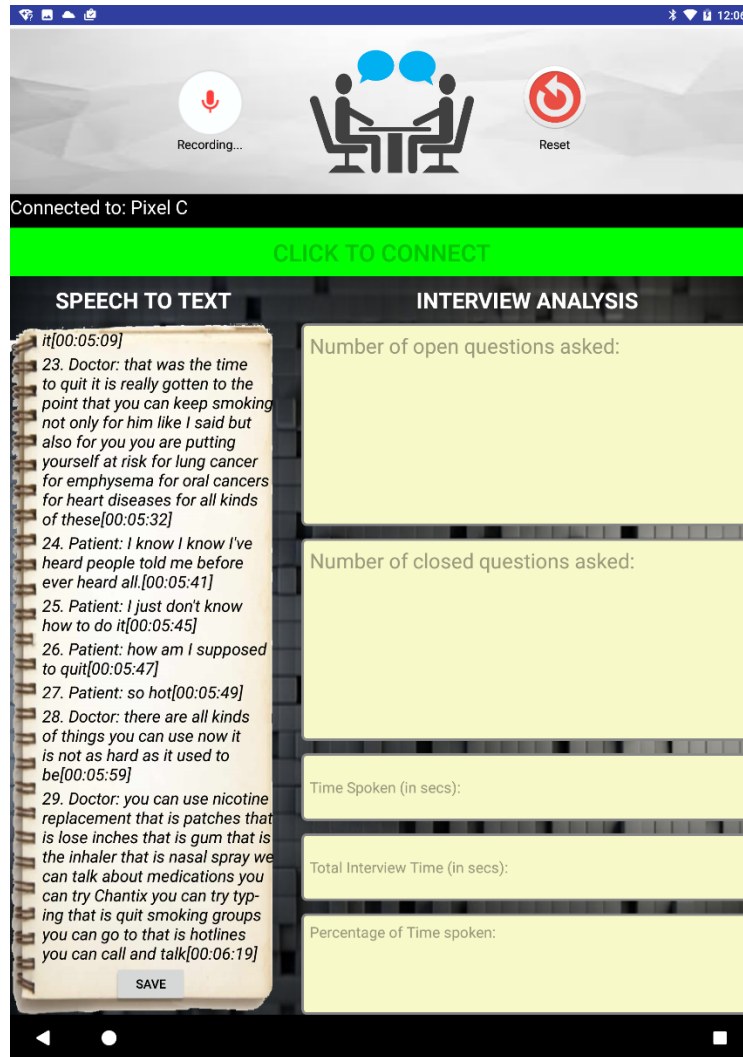 12:06
Recording...
Reset
Connected to: Pixel C
CLICK TO CONNECT
SPEECH TO TEXT
it[00:05:09]
23. Doctor: that was the time
to quit it is really gotten to the
point that you can keep smoking
not only for him like I said but
also for you you are putting
yourself at risk for lung cancer
for emphysema for oral cancers
for heart diseases for all kinds
of these[00:05:32]
24. Patient: I know I know I've
heard people told me before
ever heard all.[00:05:41]
25. Patient: I just don't know
how to do it[00:05:45]
26. Patient: how am I supposed
to quit[00:05:47]
27. Patient: so hot[00:05:49]
28. Doctor: there are all kinds
of things you can use now it
is not as hard as it used to
be[00:05:59]
29. Doctor: you can use nicotine
replacement that is patches that
is lose inches that is gum that is
the inhaler that is nasal spray we
can talk about medications you
can try Chantix you can try typ-
ing that is quit smoking groups
you can go to that is hotlines
you can call and talk[00:06:19]
SAVE
INTERVIEW ANALYSIS
Number of open questions asked:
Number of closed questions asked:
Time Spoken (in secs):
Total Interview Time (in secs):
Percentage of Time spoken: